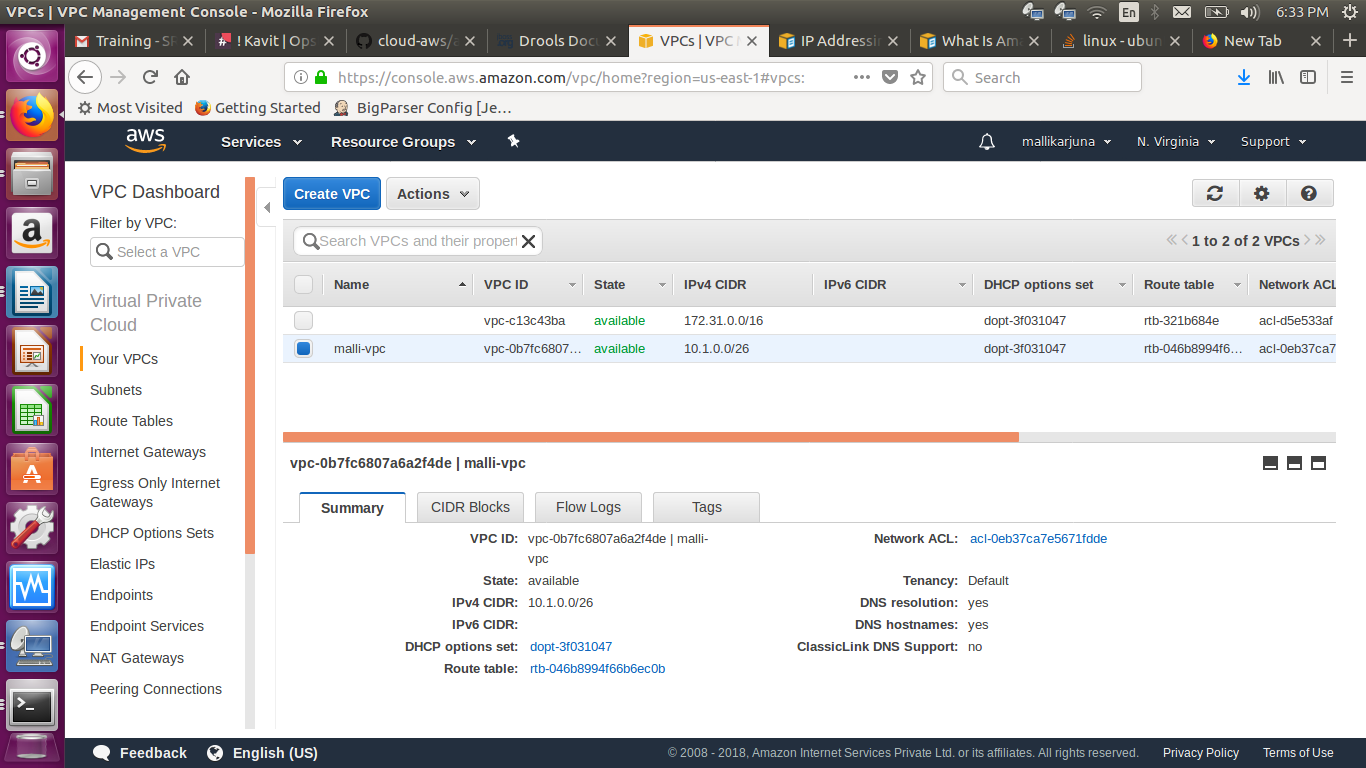 VPCs | VPC Management Console - Mozilla Firefox
En
6:33 PM
Training - SP
! Kavit | Ops
cloud-aws/a
Drools Docu
VPCs | VPC M
IP Addressin
What Is Ama
linux - ubun
New Tab
https://console.aws.amazon.com/vpc/home?region=us-east-1#vpcs:
Search
Most Visited
Getting Started
BigParser Config [Je...
aws
Services
Resource Groups
mallikarjuna
N. Virginia
Support
VPC Dashboard
Filter by VPC:
Select a VPC
Virtual Private
Cloud
Your VPCs
Subnets
Route Tables
Internet Gateways
Egress Only Internet
Gateways
DHCP Options Sets
Elastic IPs
Endpoints
Endpoint Services
NAT Gateways
Peering Connections
Create VPC
Actions
Search VPCs and their propert
1 to 2 of 2 VPCs
Name VPC ID State IPv4 CIDR IPv6 CIDR DHCP options set Route table Network ACL
vpc-c13c43ba available 172.31.0.0/16 dopt-3f031047 rtb-321b684e acl-d5e533af
malli-vpc vpc-0b7fc6807... available 10.1.0.0/26 dopt-3f031047 rtb-046b8994f6... acl-0eb37ca7
vpc-0b7fc6807a6a2f4de | malli-vpc
Summary
CIDR Blocks
Flow Logs
Tags
VPC ID: vpc-0b7fc6807a6a2f4de | malli-
vpc
State: available
IPv4 CIDR: 10.1.0.0/26
IPv6 CIDR:
DHCP options set: dopt-3f031047
Route table: rtb-046b8994f66b6ec0b
Network ACL: acl-0eb37ca7e5671fdde
Tenancy: Default
DNS resolution: yes
DNS hostnames: yes
ClassicLink DNS Support: no
Feedback
English (US)
© 2008 - 2018, Amazon Internet Services Private Ltd. or its affiliates. All rights reserved.
Privacy Policy
Terms of Use